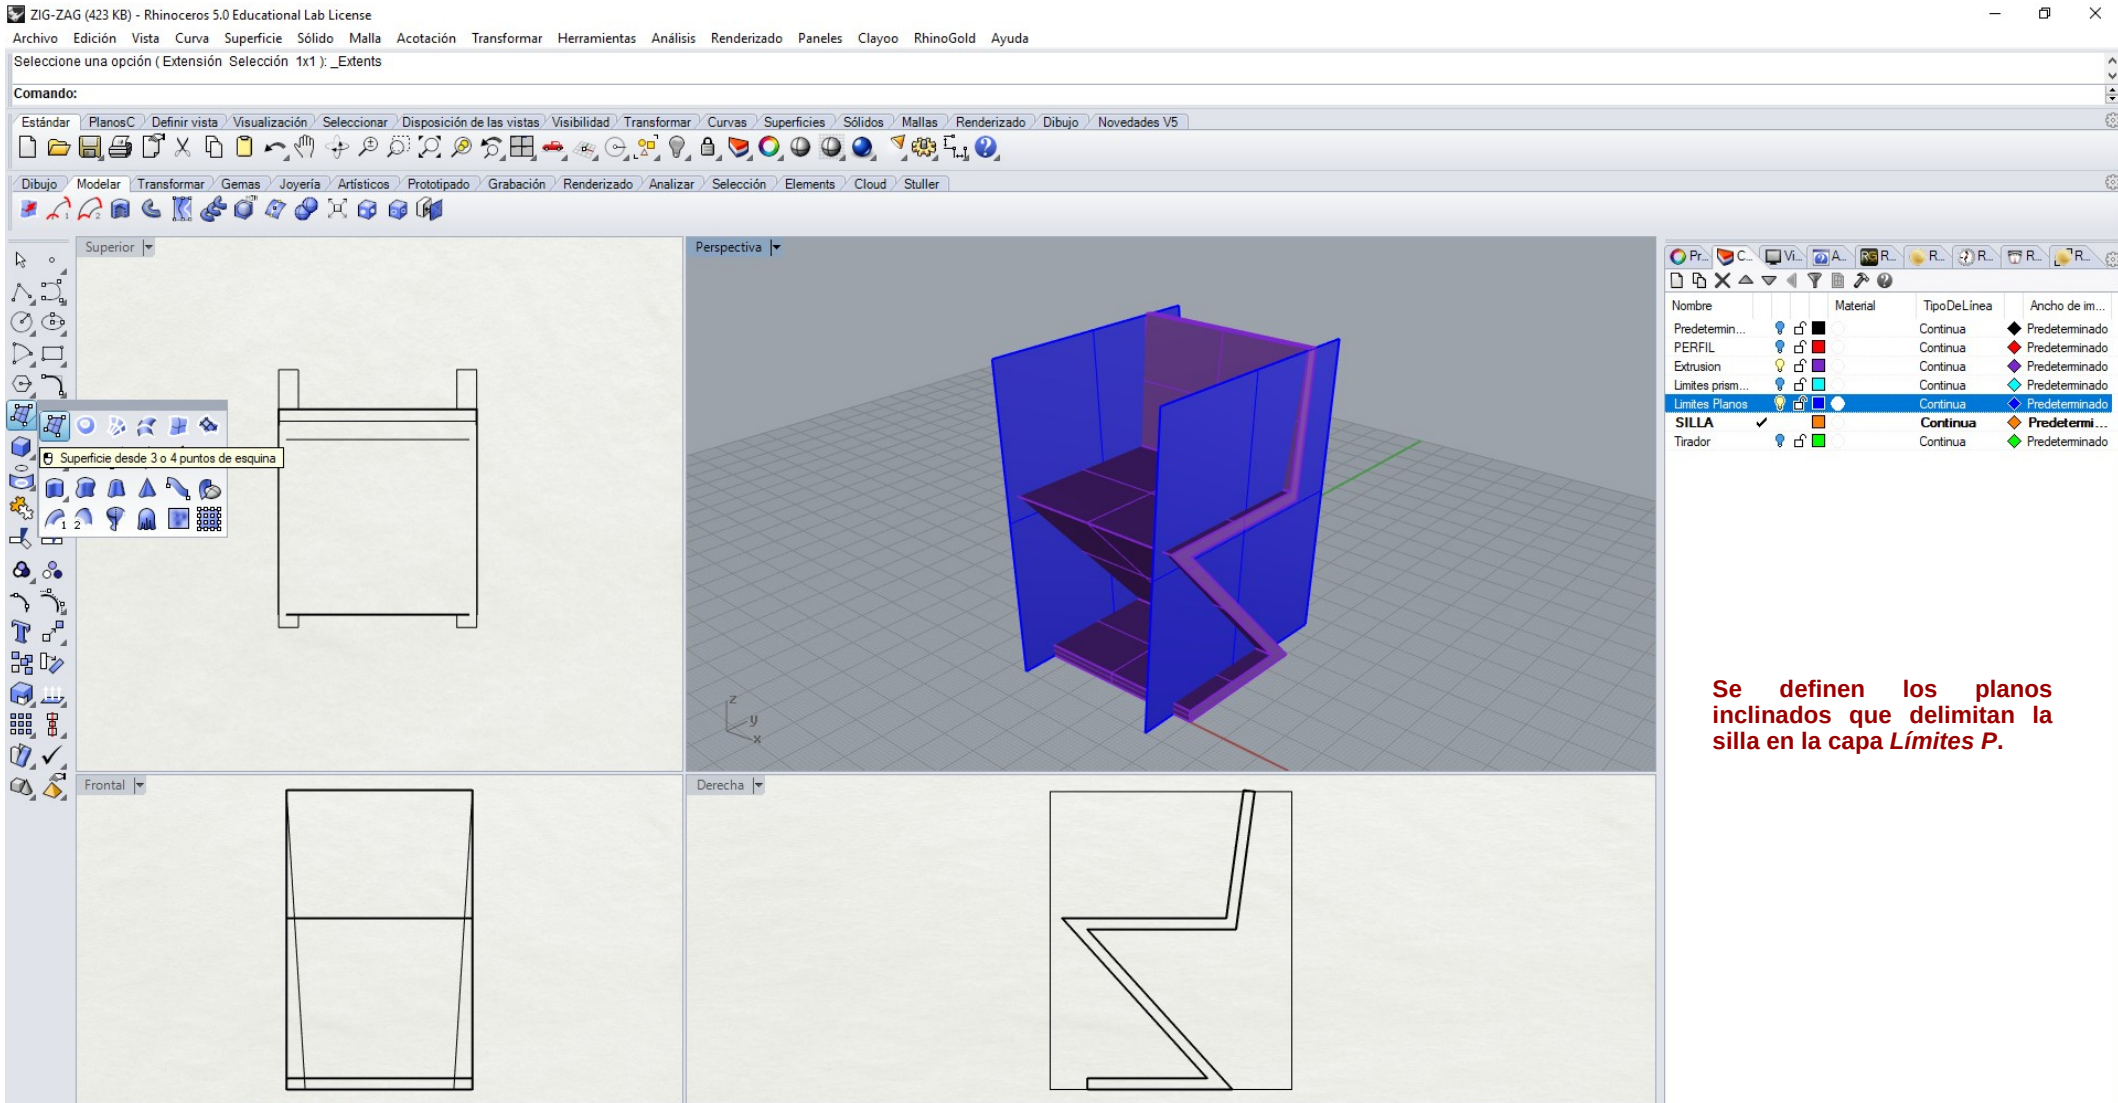 ZIG-ZAG (423 KB) - Rhinoceros 5.0 Educational Lab License
Archivo Edición Vista Curva Superficie Sólido Malla Acotación Transformar Herramientas Análisis Renderizado Paneles Clayoo RhinoGold Ayuda
Seleccione una opción ( Extensión Selección 1x1 ): _Extents
Comando:
Estándar PlanosC Definir vista Visualización Seleccionar Disposición de las vistas Visibilidad Transformar Curvas Superficies Sólidos Mallas Renderizado Dibujo Novedades V5
Dibujo Modelar Transformar Gemas Joyería Artísticos Prototipado Grabación Renderizado Analizar Selección Elements Cloud Stuller
Superior
Perspectiva
Pr... C... Vi... A... R... R... R... R... R...
Nombre Material TipoDeLínea Ancho de im...
Predetermin... Continua Predeterminado
PERFIL Continua Predeterminado
Extrusion Continua Predeterminado
Limites prism... Continua Predeterminado
Limites Planos Continua Predeterminado
SILLA Continua Predetermi...
Tirador Continua Predeterminado
Superficie desde 3 o 4 puntos de esquina
1 2
z
y
x
Se definen los planos
inclinados que delimitan la
silla en la capa Límites P.
Frontal
Derecha